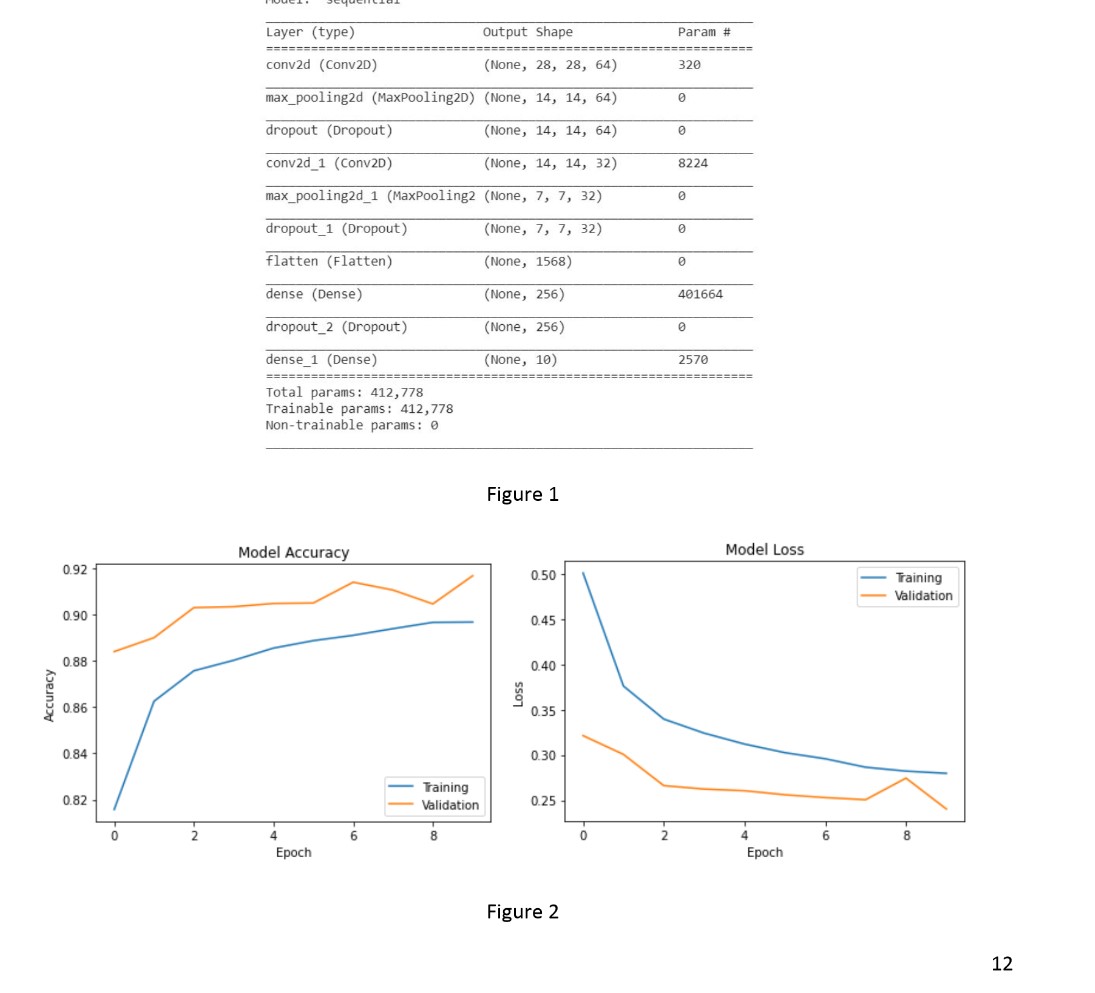 Model: "sequential"
Layer (type) Output Shape Param #
conv2d (Conv2D) (None, 28, 28, 64) 320
max_pooling2d (MaxPooling2D) (None, 14, 14, 64) 0
dropout (Dropout) (None, 14, 14, 64) 0
conv2d_1 (Conv2D) (None, 14, 14, 32) 8224
max_pooling2d_1 (MaxPooling2 (None, 7, 7, 32) 0
dropout_1 (Dropout) (None, 7, 7, 32) 0
flatten (Flatten) (None, 1568) 0
dense (Dense) (None, 256) 401664
dropout_2 (Dropout) (None, 256) 0
dense_1 (Dense) (None, 10) 2570
Total params: 412,778
Trainable params: 412,778
Non-trainable params: 0
Figure 1
Model Accuracy
0.92
0.90
0.88
0.86
0.84
0.82
Accuracy
Training
Validation
0 2 4 6 8
Epoch
Model Loss
0.50
0.45
0.40
0.35
0.30
0.25
Loss
Training
Validation
0 2 4 6 8
Epoch
Figure 2
12